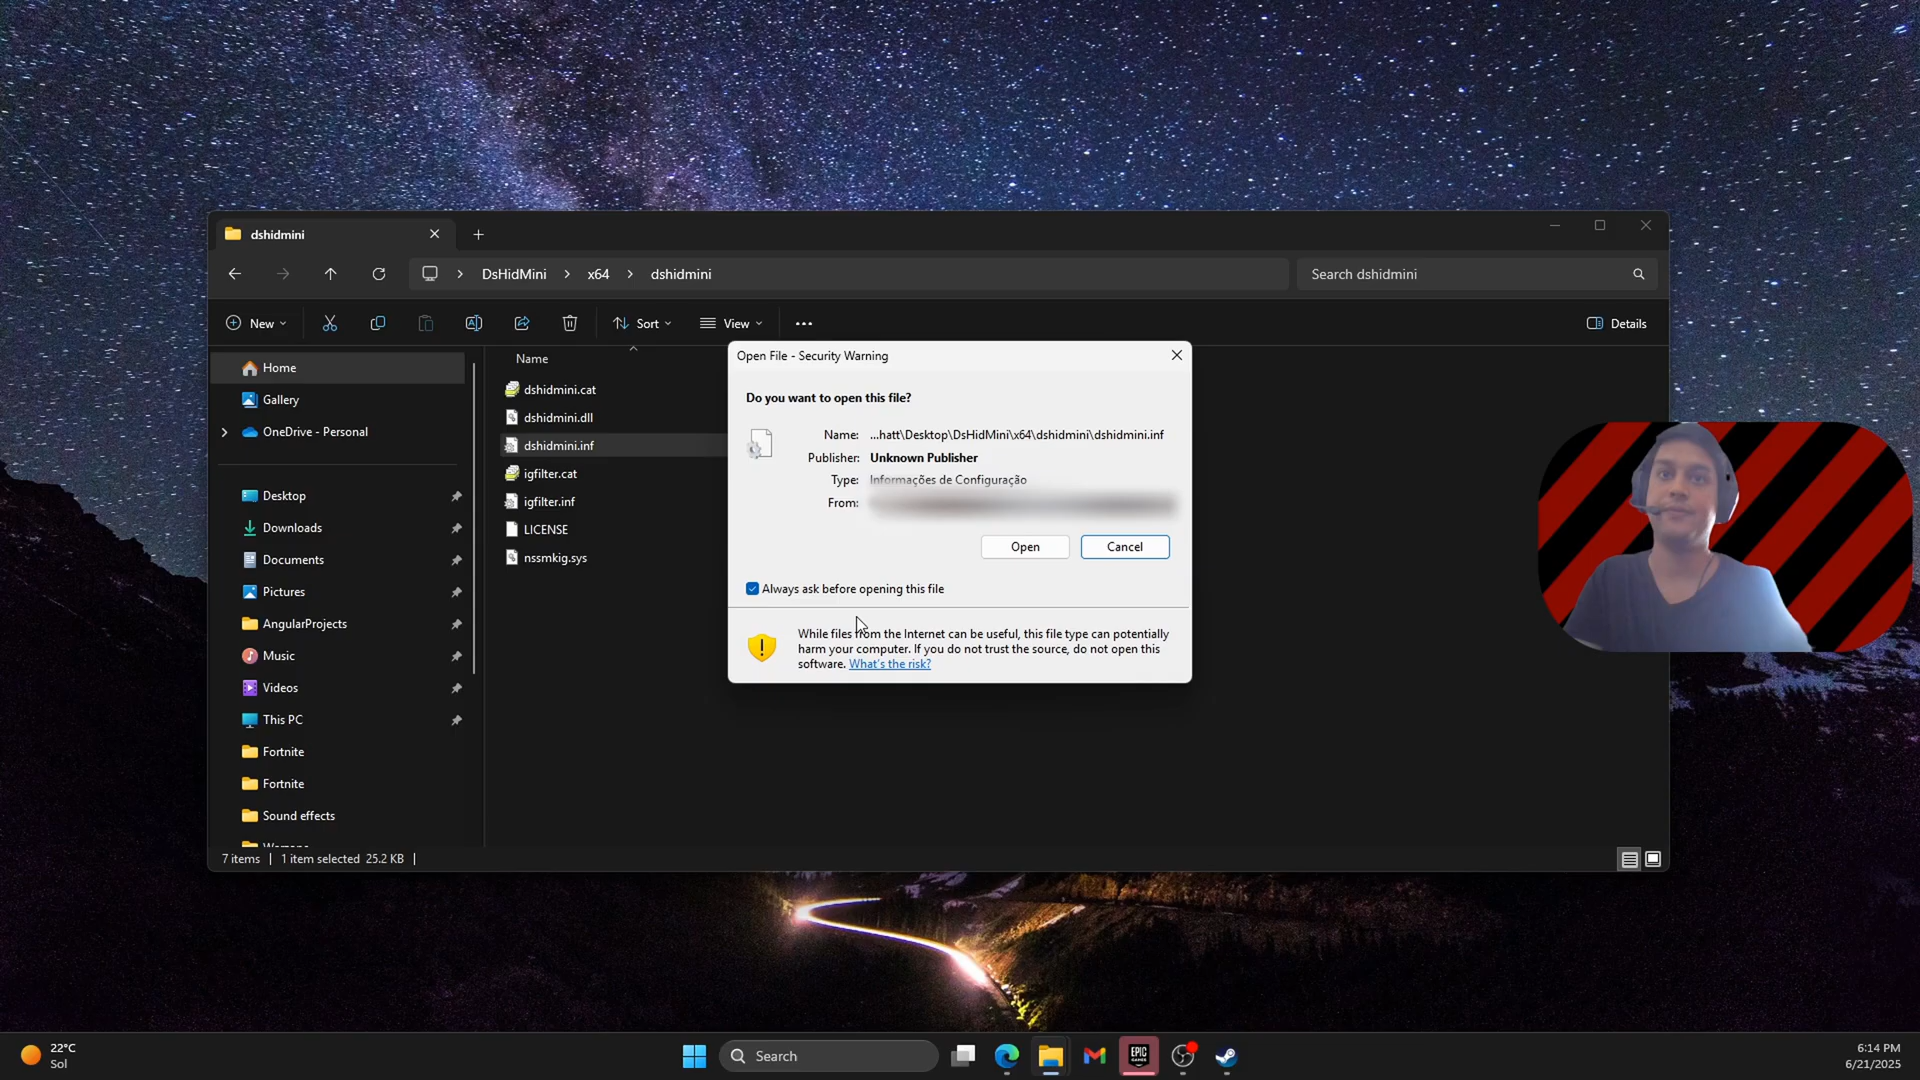 dshidmini
DsHidMini
x64
dshidmini
Search dshidmini
New
Sort
View
Details
Home
Gallery
OneDrive - Personal
Desktop
Downloads
Documents
Pictures
AngularProjects
Music
Videos
This PC
Fortnite
Fortnite
Sound effects
Name
dshidmini.cat
dshidmini.dll
dshidmini.inf
igfilter.cat
igfilter.inf
LICENSE
nssmkig.sys
Open File - Security Warning
Do you want to open this file?
Name: ...hatt\Desktop\DsHidMini\x64\dshidmini\dshidmini.inf
Publisher: Unknown Publisher
Type: Informações de Configuração
From:
Open
Cancel
Always ask before opening this file
While files from the Internet can be useful, this file type can potentially
harm your computer. If you do not trust the source, do not open this
software. What's the risk?
7 items
1 item selected 25.2 KB
22°C
Sol
Search
EPIC
GAMES
6:14 PM
6/21/2025